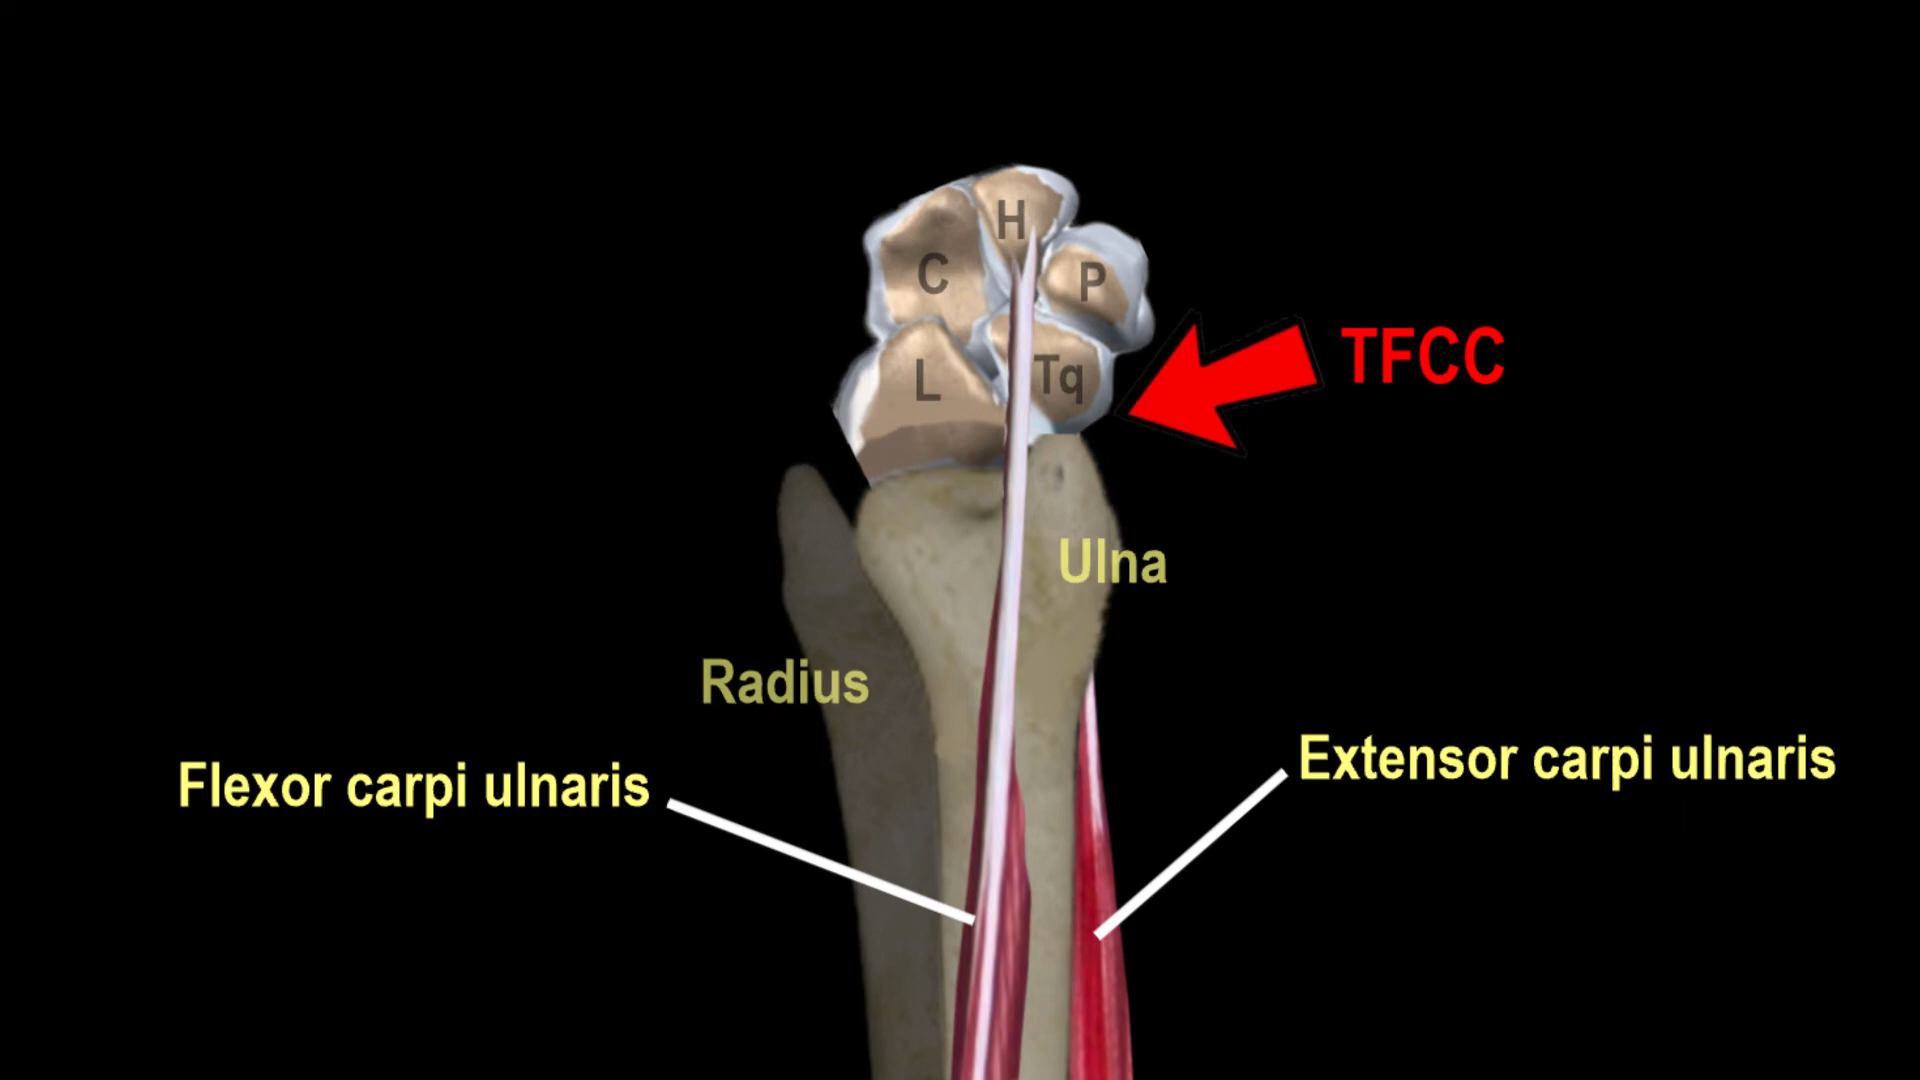 H
C
P
L
Tq
TFCC
Ulna
Radius
Flexor carpi ulnaris
Extensor carpi ulnaris